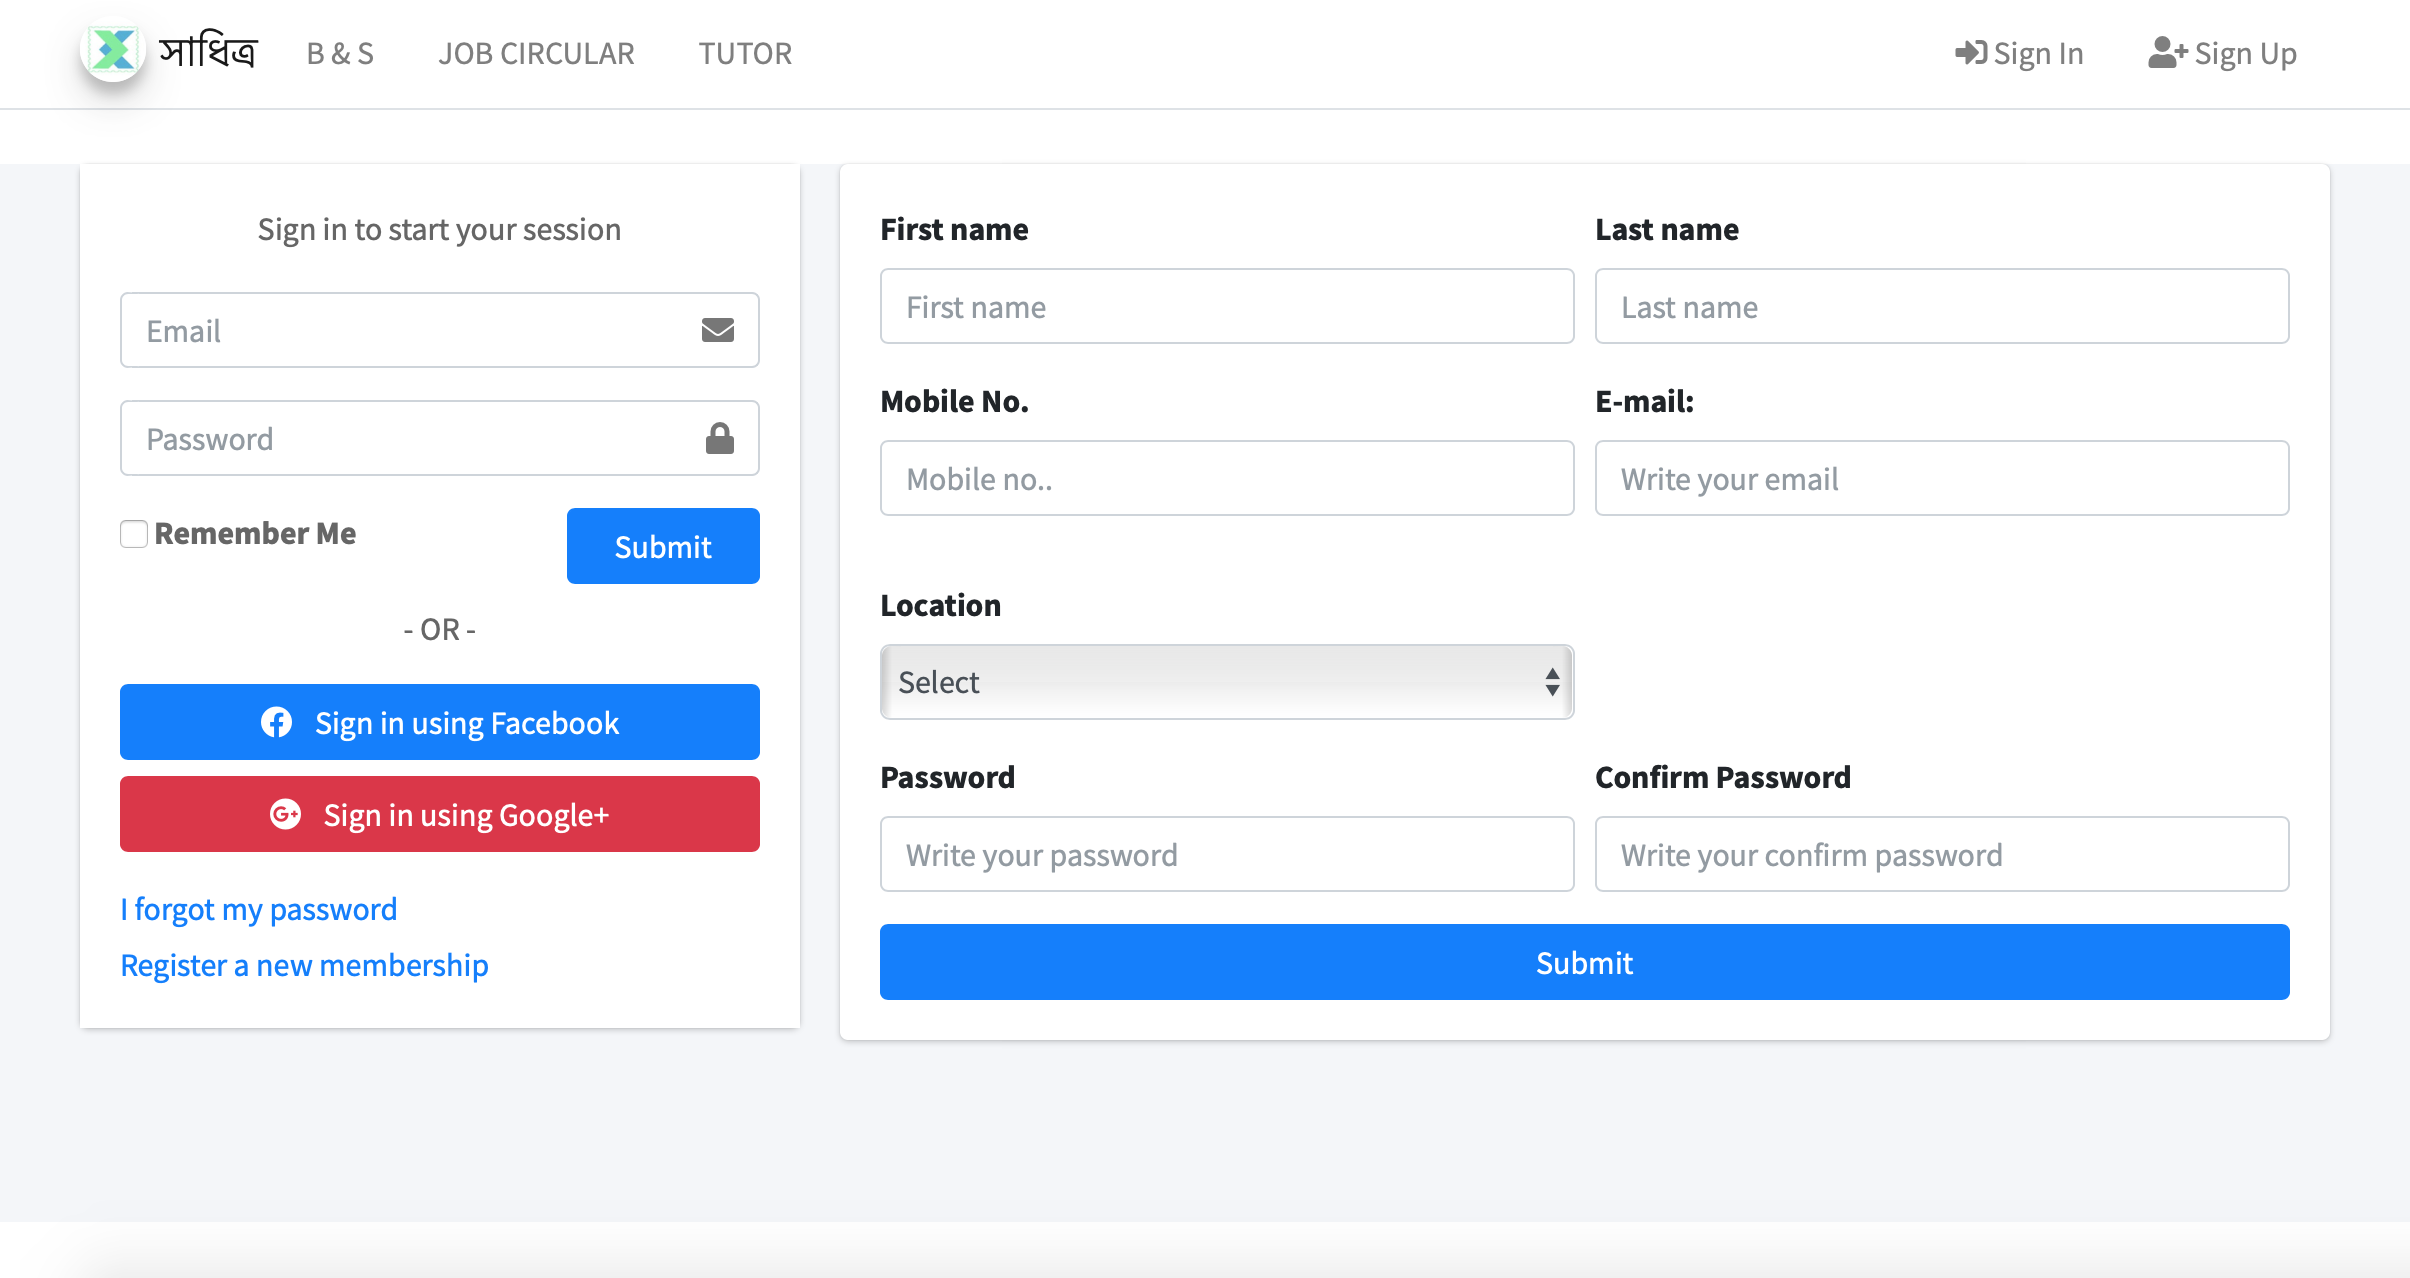 সাধিত্র B & S JOB CIRCULAR TUTOR Sign In Sign Up
Sign in to start your session
Email
Password
Remember Me
Submit
- OR -
Sign in using Facebook
G+ Sign in using Google+
I forgot my password
Register a new membership
First name Last name
First name Last name
Mobile No. E-mail:
Mobile no.. Write your email
Location
Select
Password Confirm Password
Write your password Write your confirm password
Submit